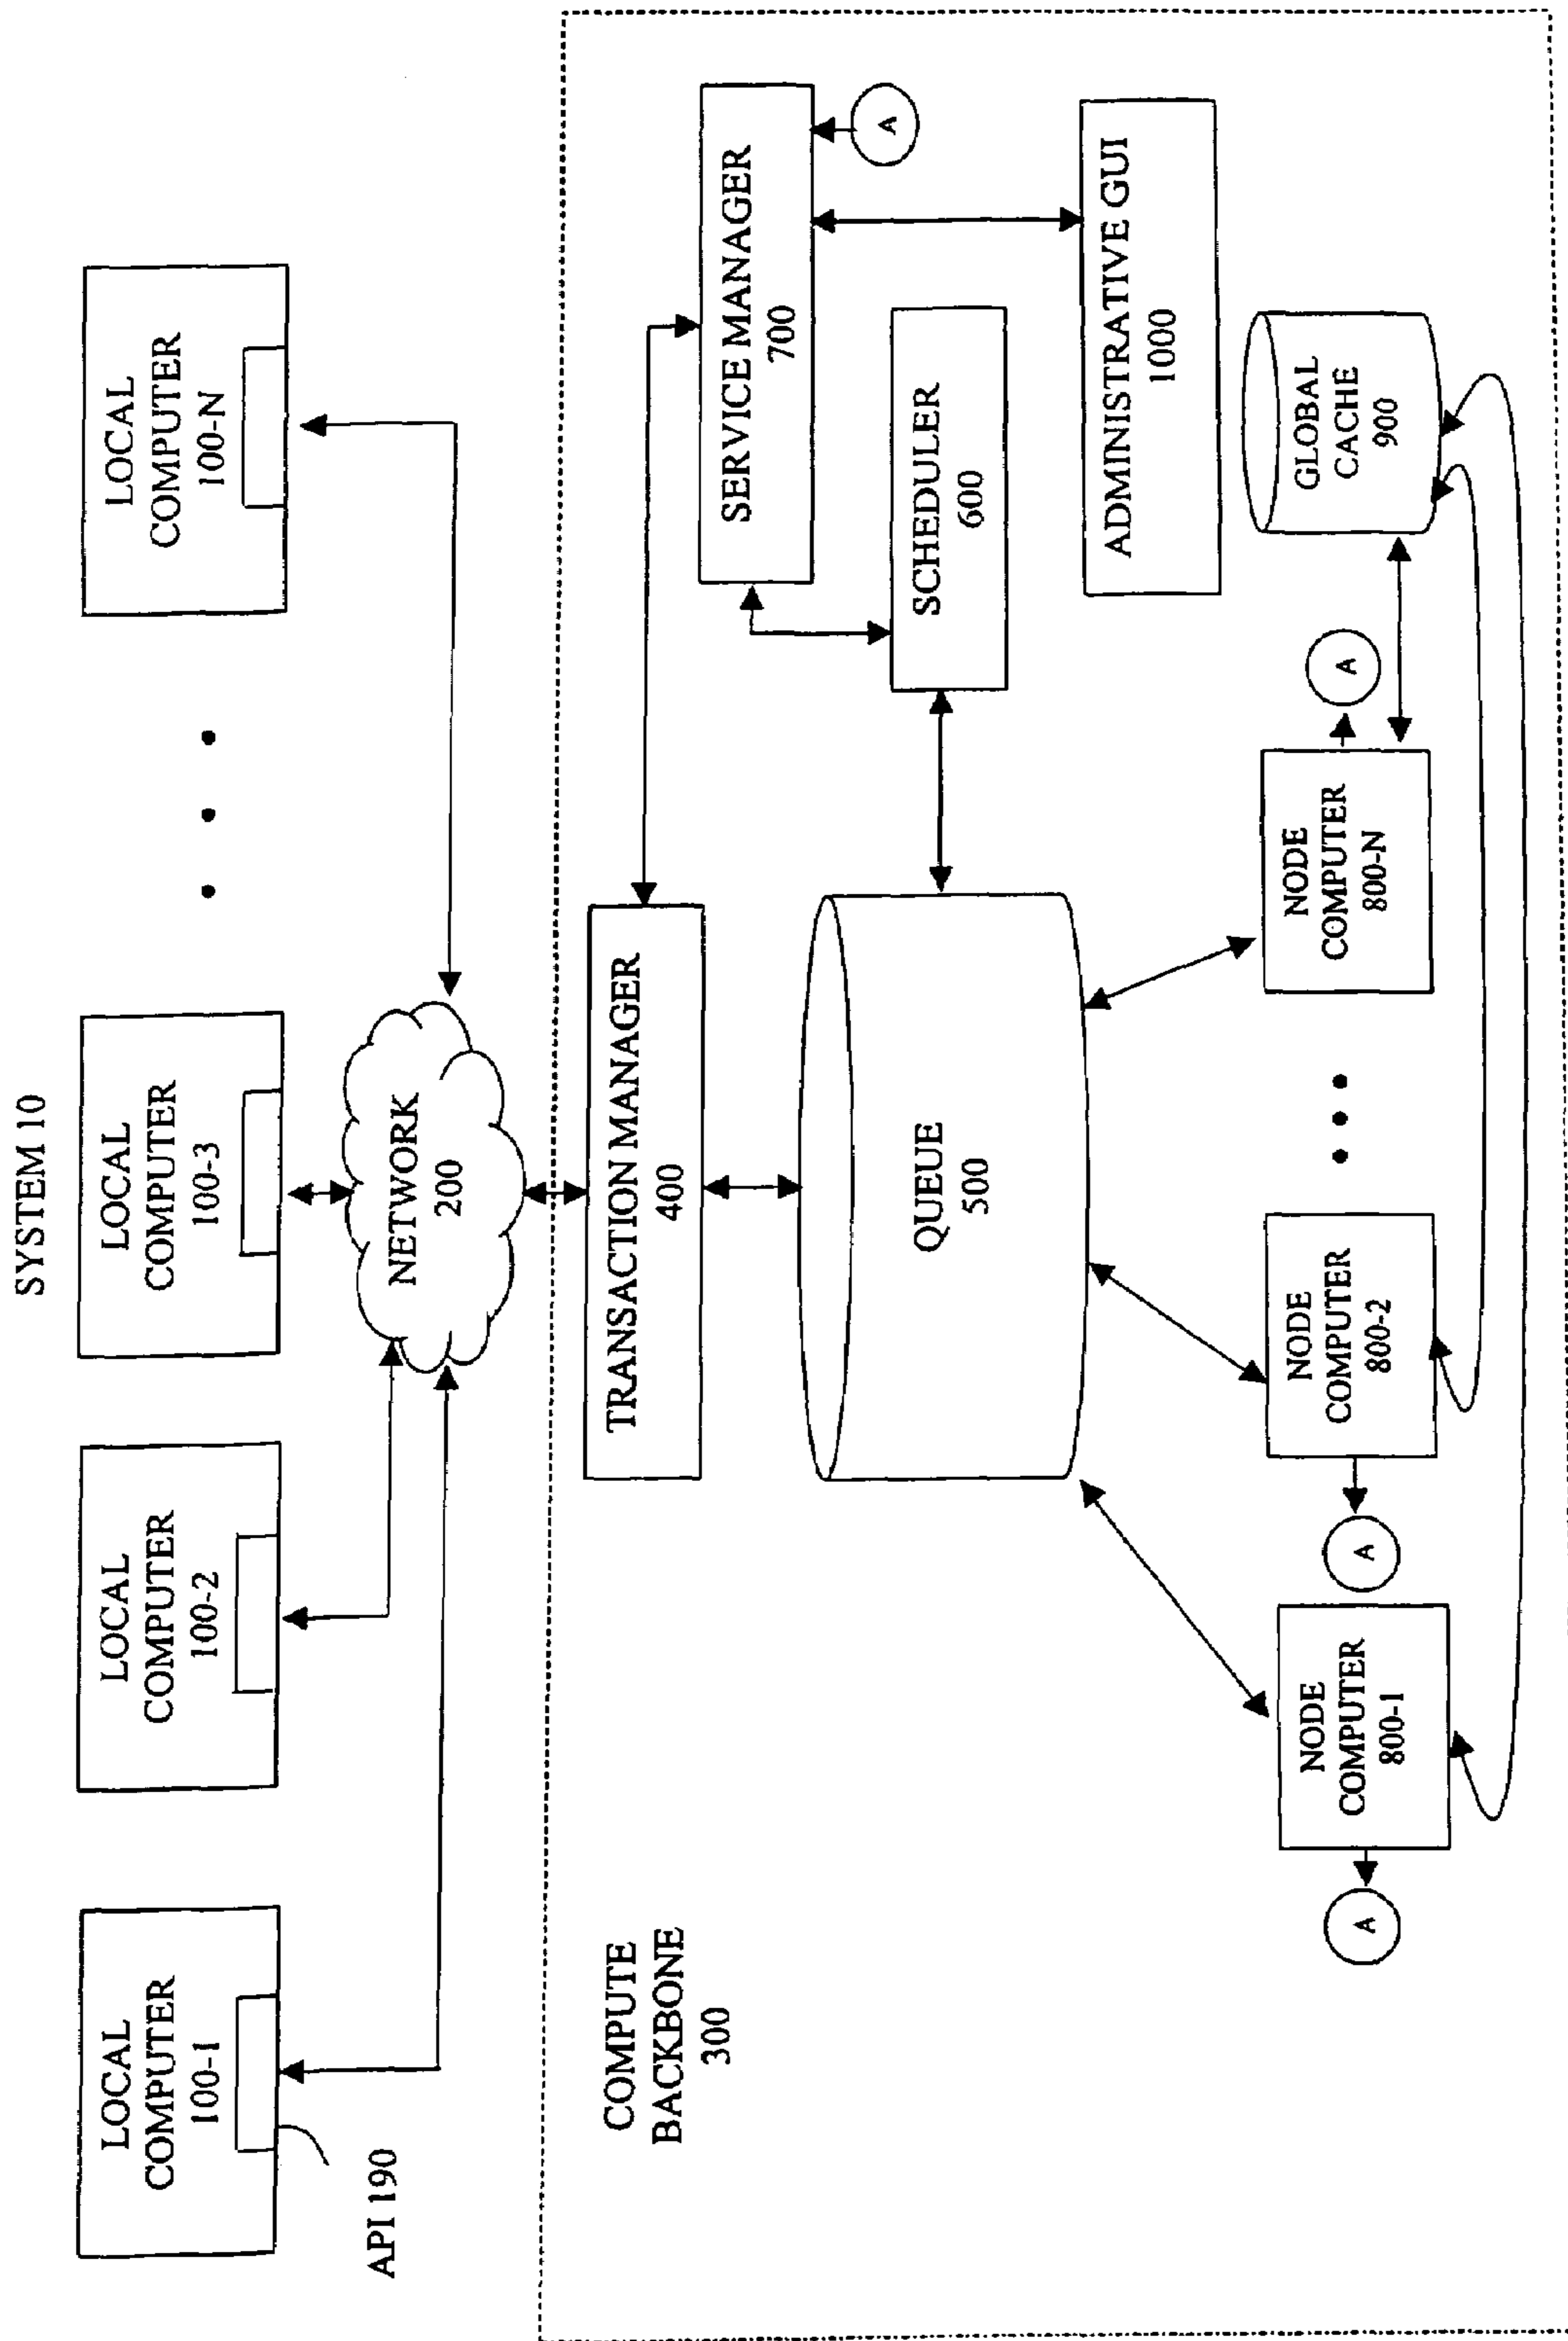 SYSTEM 10
LOCAL
COMPUTER
100-1
LOCAL
COMPUTER
100-2
LOCAL
COMPUTER
100-3
LOCAL
COMPUTER
100-N
API 190
NETWORK
200
COMPUTE
BACKBONE
300
TRANSACTION MANAGER
400
SERVICE MANAGER
700
A
QUEUE
500
SCHEDULER
600
ADMINISTRATIVE GUI
1000
NODE
COMPUTER
800-1
A
NODE
COMPUTER
800-2
A
NODE
COMPUTER
800-N
A
GLOBAL
CACHE
900